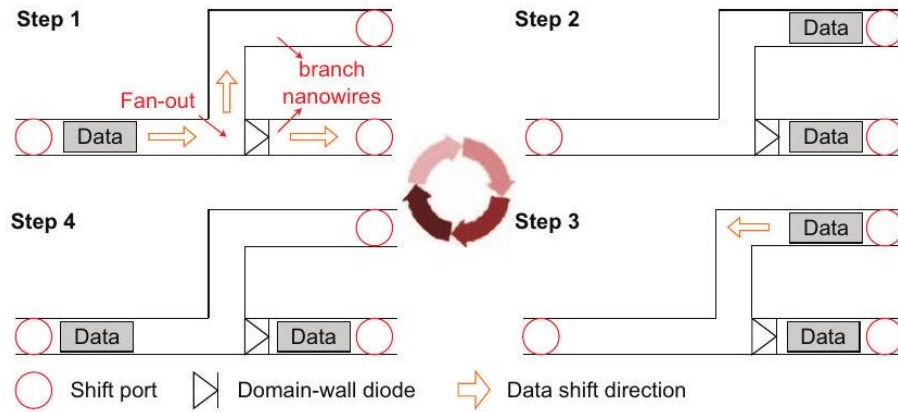 Step 1
Fan-out
branch
nanowires
Data
Step 2
Data
Data
Step 4
Data
Data
Step 3
Data
Data
Shift port
Domain-wall diode
Data shift direction